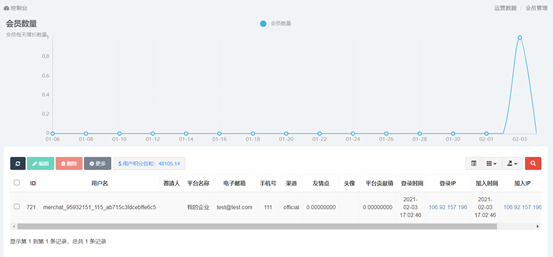 控制台
运营数据 / 会员管理
会员数量
会员数量
会员每天增长数量
1
0.8
0.6
0.4
0.2
0
01-06 01-08 01-10 01-12 01-14 01-16 01-18 01-20 01-22 01-24 01-26 01-28 01-30 02-01 02-03
编辑 删除 更多 $ 用户积分总和: 48105.14
ID 用户名 邀请人 平台名称 电子邮箱 手机号 渠道 友情点 头像 平台贡献值 登录时间 登录IP 加入时间 加入IP
721 merchat_95932151_115_ab715c3fdcebffe6c5 我的企业 test@test.com 111 official 0.00000000 0.00000000 2021-02-03 17:02:46 106.92.157.196 2021-02-03 17:02:46 106.92.157.196
显示第 1 到第 1 条记录，总共 1 条记录